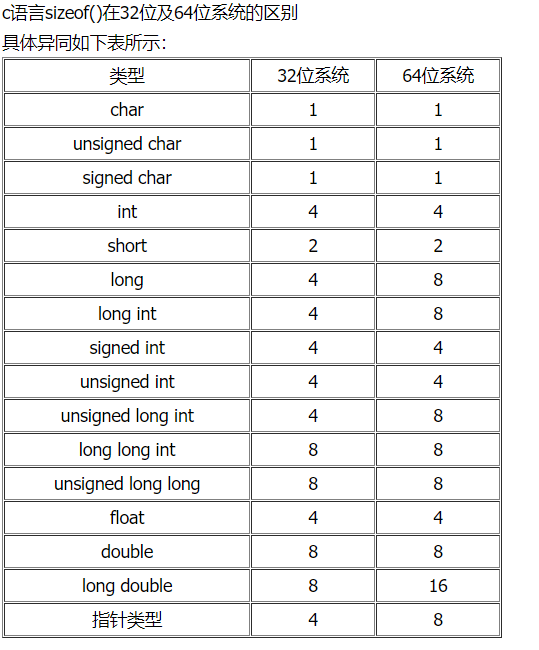 c语言sizeof()在32位及64位系统的区别
具体异同如下表所示：
类型 32位系统 64位系统
char 1 1
unsigned char 1 1
signed char 1 1
int 4 4
short 2 2
long 4 8
long int 4 8
signed int 4 4
unsigned int 4 4
unsigned long int 4 8
long long int 8 8
unsigned long long 8 8
float 4 4
double 8 8
long double 8 16
指针类型 4 8